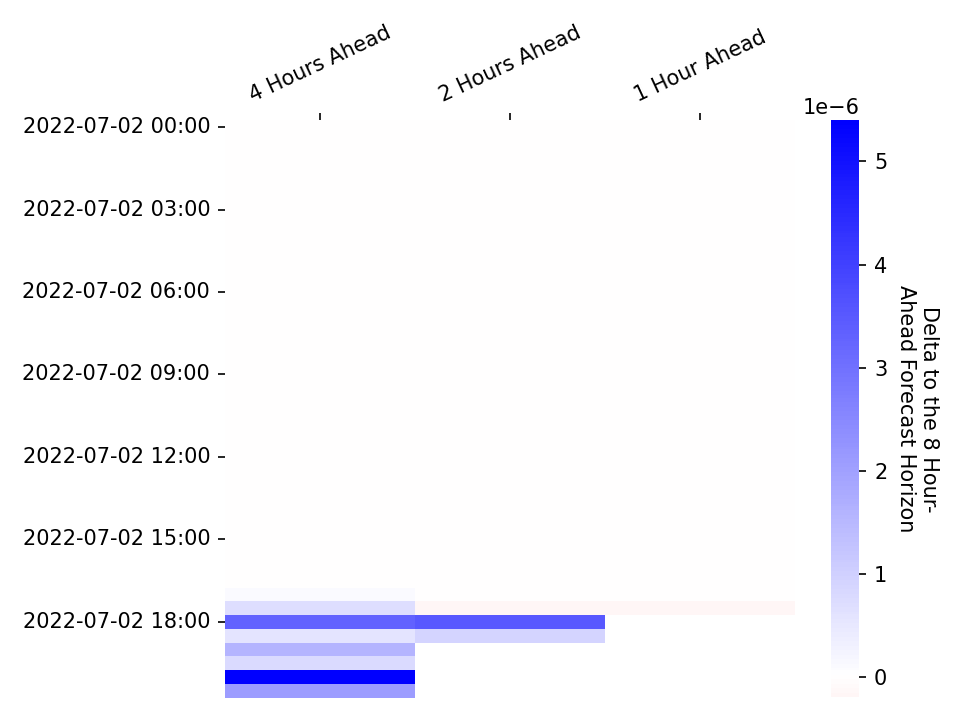 4 Hours Ahead
2 Hours Ahead
1 Hour Ahead
1e−6
2022-07-02 00:00
2022-07-02 03:00
2022-07-02 06:00
2022-07-02 09:00
2022-07-02 12:00
2022-07-02 15:00
2022-07-02 18:00
5
4
3
2
1
0
Delta to the 8 Hour-
Ahead Forecast Horizon